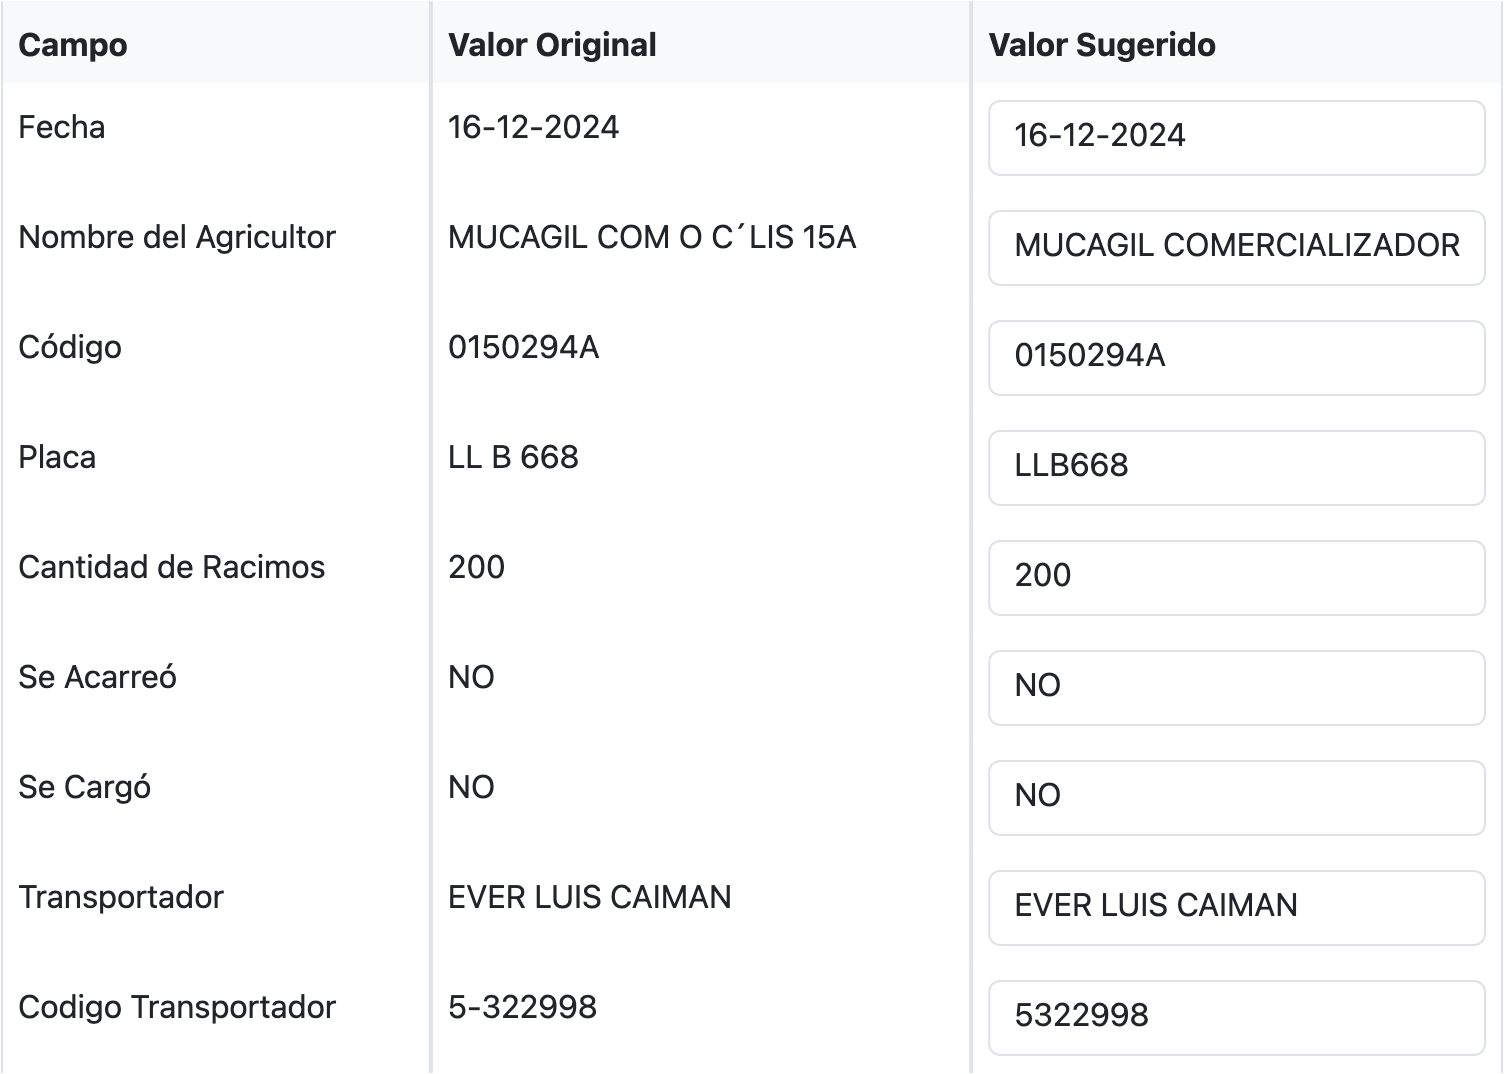 Campo Valor Original Valor Sugerido
Fecha 16-12-2024 16-12-2024
Nombre del Agricultor MUCAGIL COM O C´LIS 15A MUCAGIL COMERCIALIZADOR
Código 0150294A 0150294A
Placa LL B 668 LLB668
Cantidad de Racimos 200 200
Se Acarreó NO NO
Se Cargó NO NO
Transportador EVER LUIS CAIMAN EVER LUIS CAIMAN
Codigo Transportador 5-322998 5322998